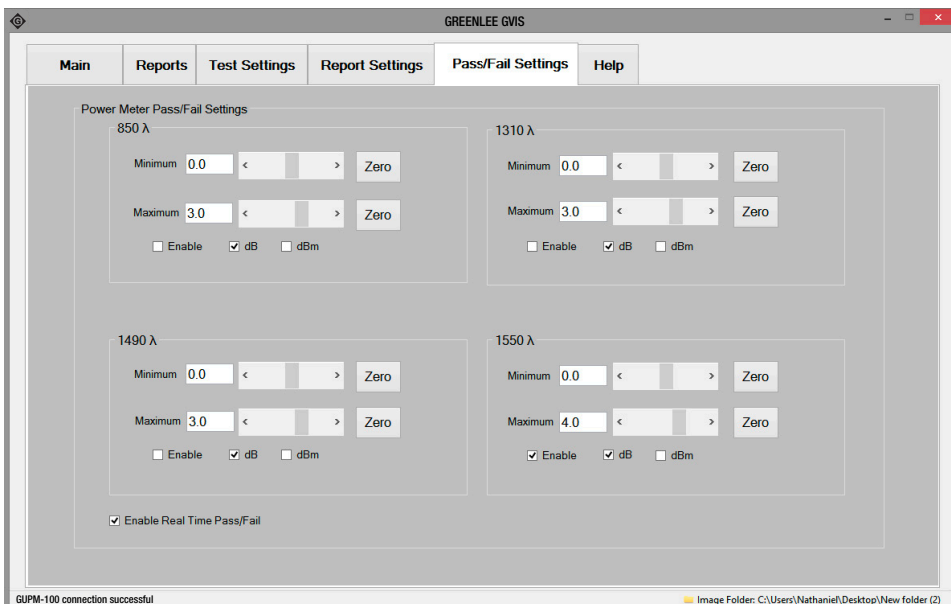 G
GREENLEE GVIS
Main
Reports
Test Settings
Report Settings
Pass/Fail Settings
Help
Power Meter Pass/Fail Settings
850 λ
Minimum 0.0 < > Zero
Maximum 3.0 < > Zero
Enable dB dBm
1310 λ
Minimum 0.0 < > Zero
Maximum 3.0 < > Zero
Enable dB dBm
1490 λ
Minimum 0.0 < > Zero
Maximum 3.0 < > Zero
Enable dB dBm
1550 λ
Minimum 0.0 < > Zero
Maximum 4.0 < > Zero
Enable dB dBm
Enable Real Time Pass/Fail
GUPM-100 connection successful
Image Folder: C:\Users\Nathaniel\Desktop\New folder (2)